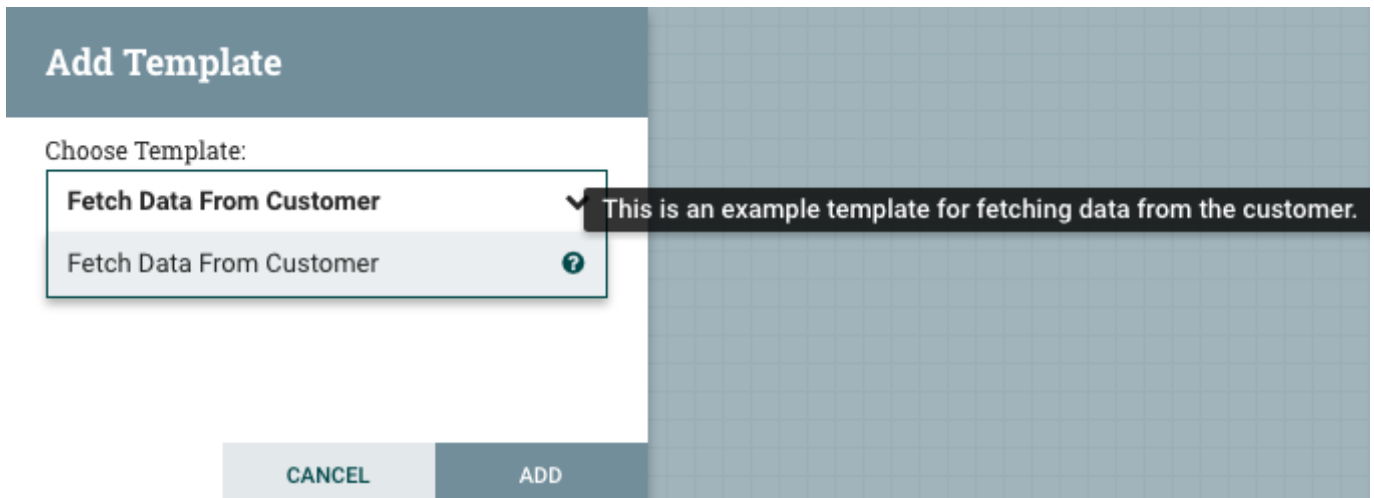 Add Template
Choose Template:
Fetch Data From Customer
This is an example template for fetching data from the customer.
Fetch Data From Customer
CANCEL
ADD